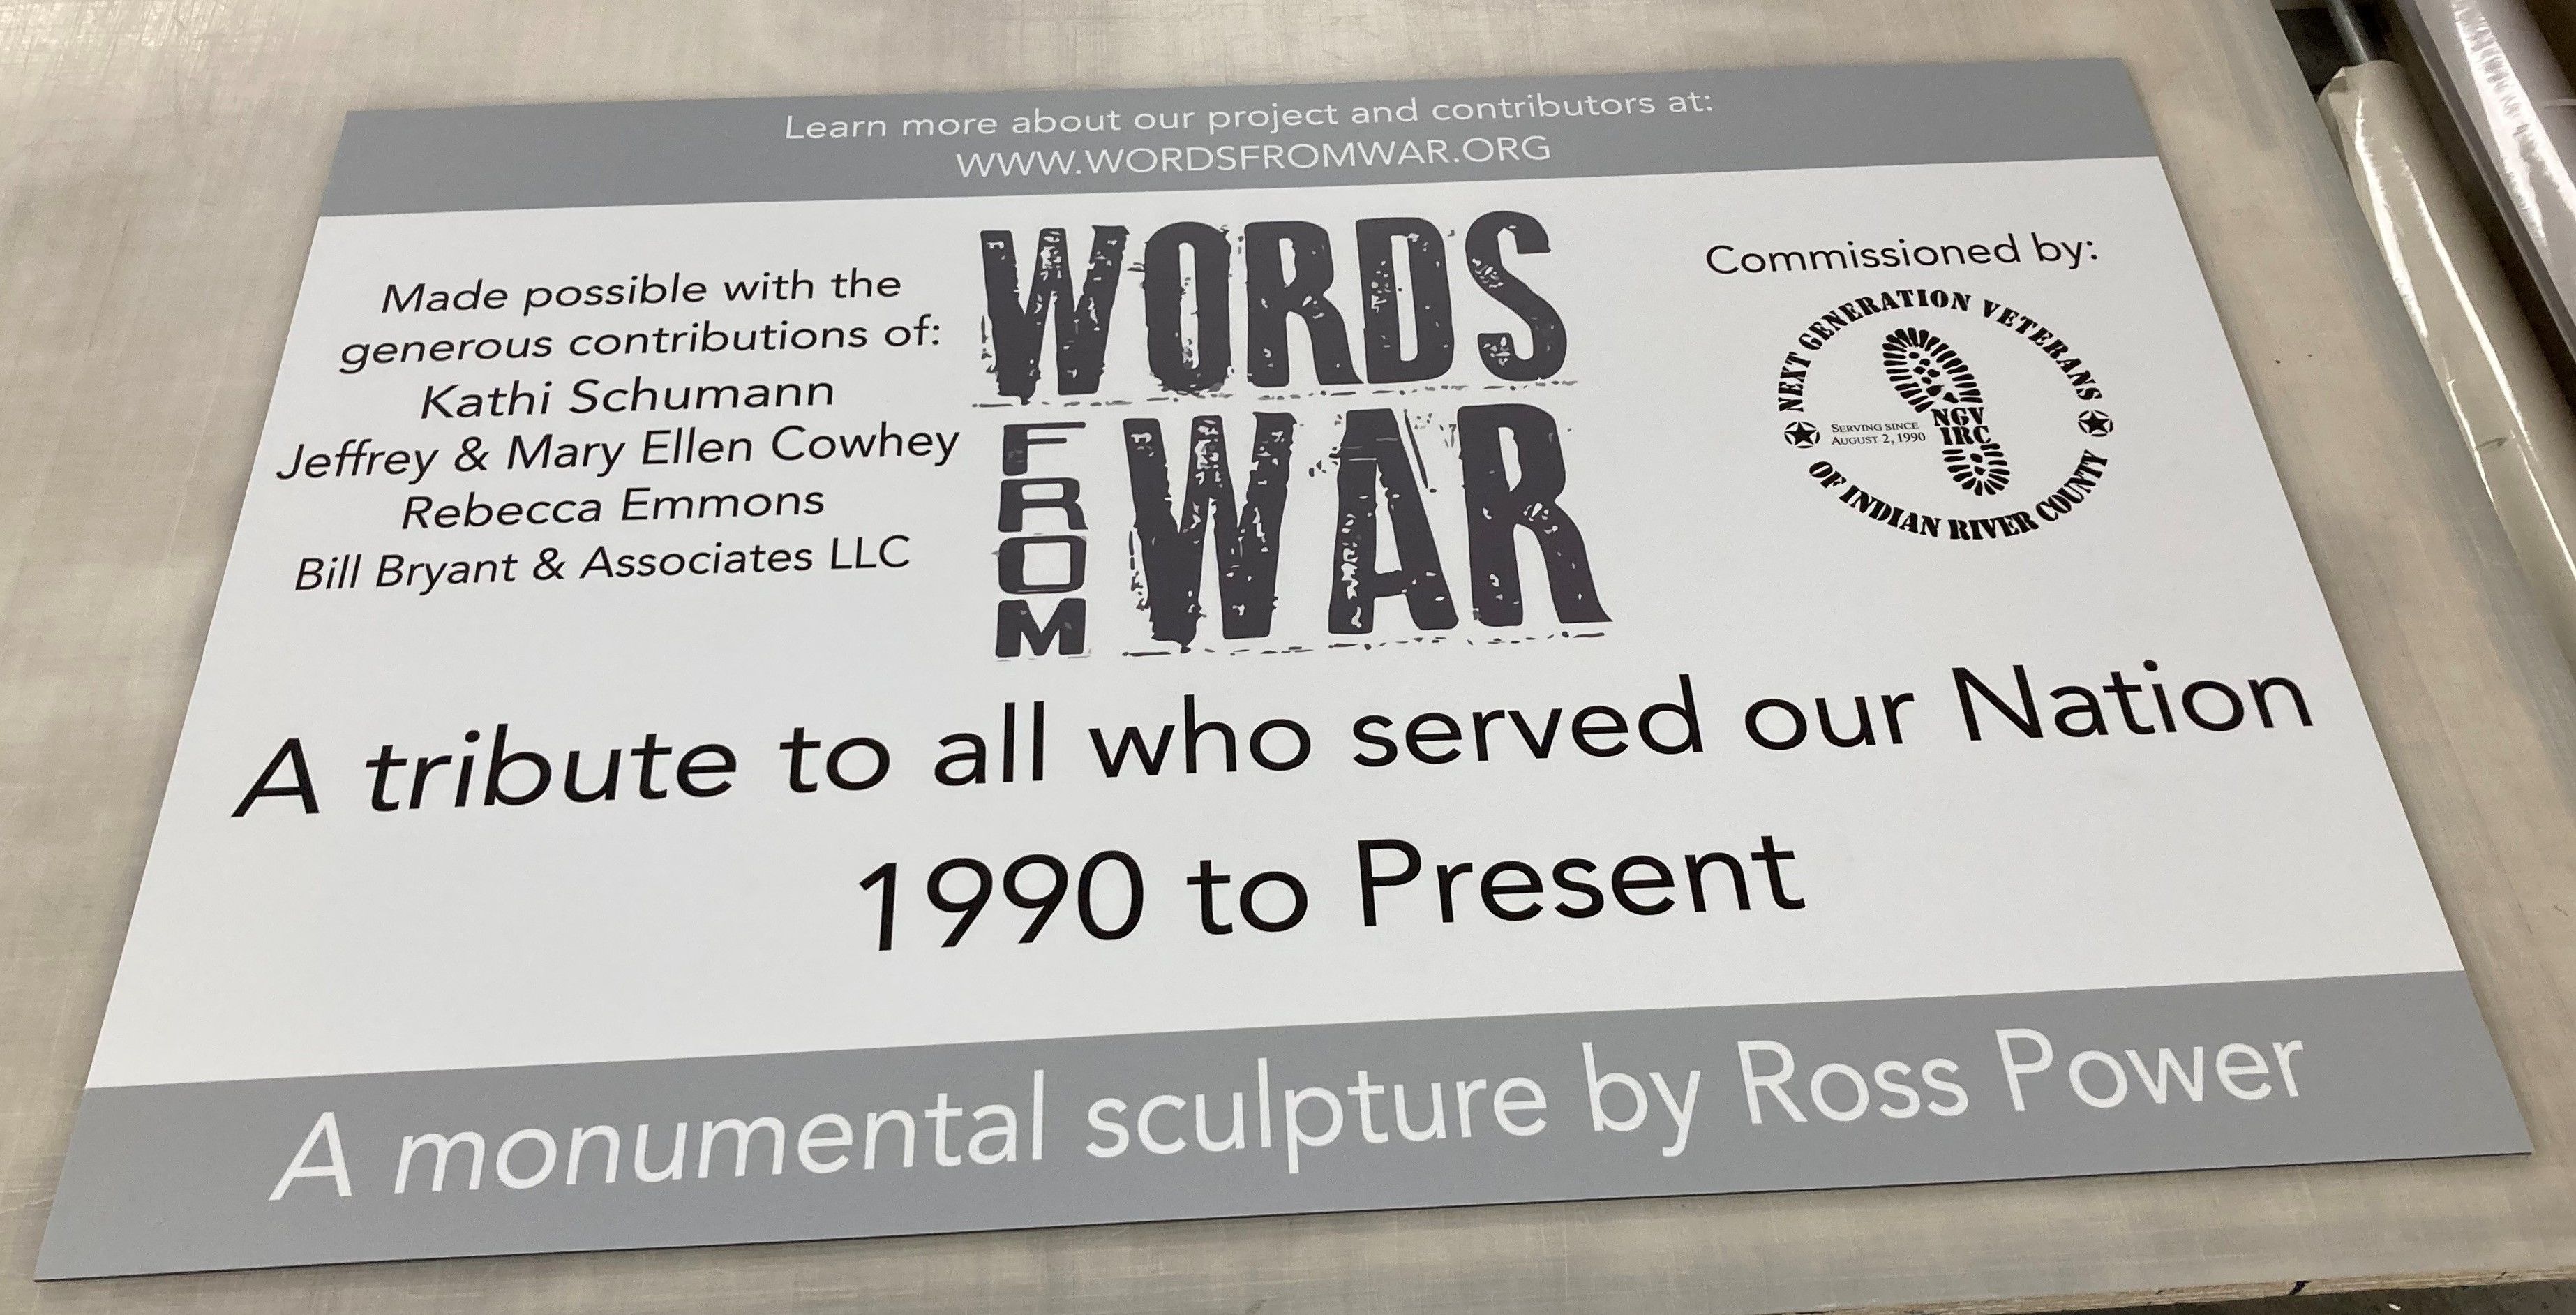 Learn more about our project and contributors at:
WWW.WORDSFROMWAR.ORG
Made possible with the
generous contributions of:
Kathi Schumann
Jeffrey & Mary Ellen Cowhey
Rebecca Emmons
Bill Bryant & Associates LLC
WORDS
FROM
WAR
Commissioned by:
NEXT GENERATION VETERANS
SERVING SINCE
AUGUST 2, 1990
NGV
IRC
OF INDIAN RIVER COUNTY
A tribute to all who served our Nation
1990 to Present
A monumental sculpture by Ross Power